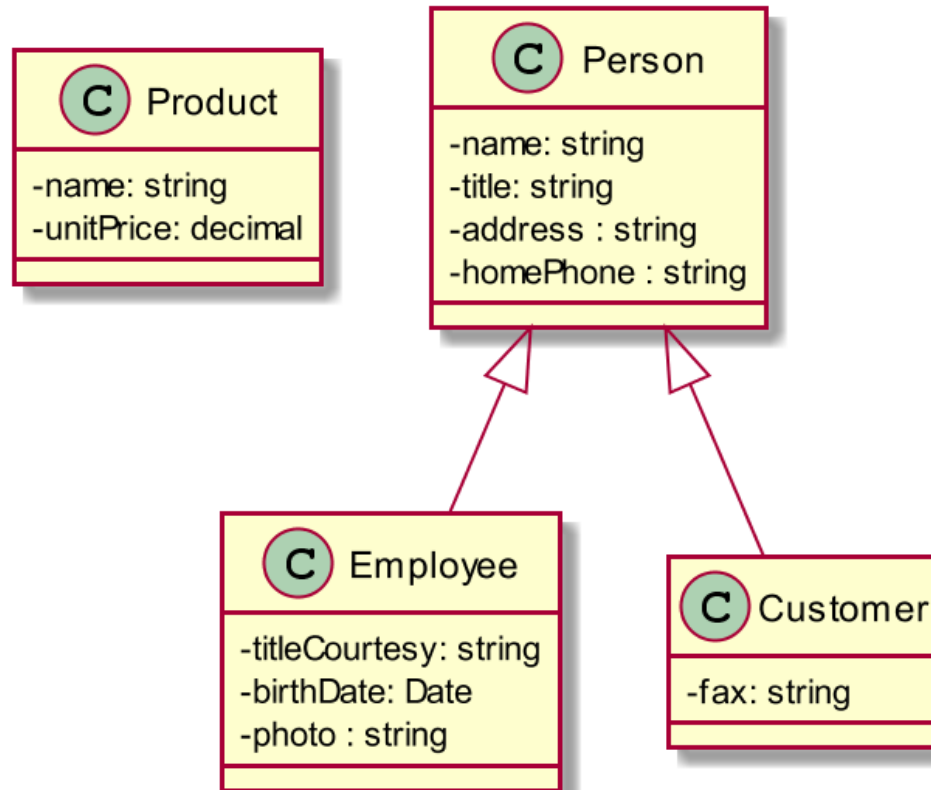 C Product
-name: string
-unitPrice: decimal
C Person
-name: string
-title: string
-address : string
-homePhone : string
C Employee
-titleCourtesy: string
-birthDate: Date
-photo : string
C Customer
-fax: string